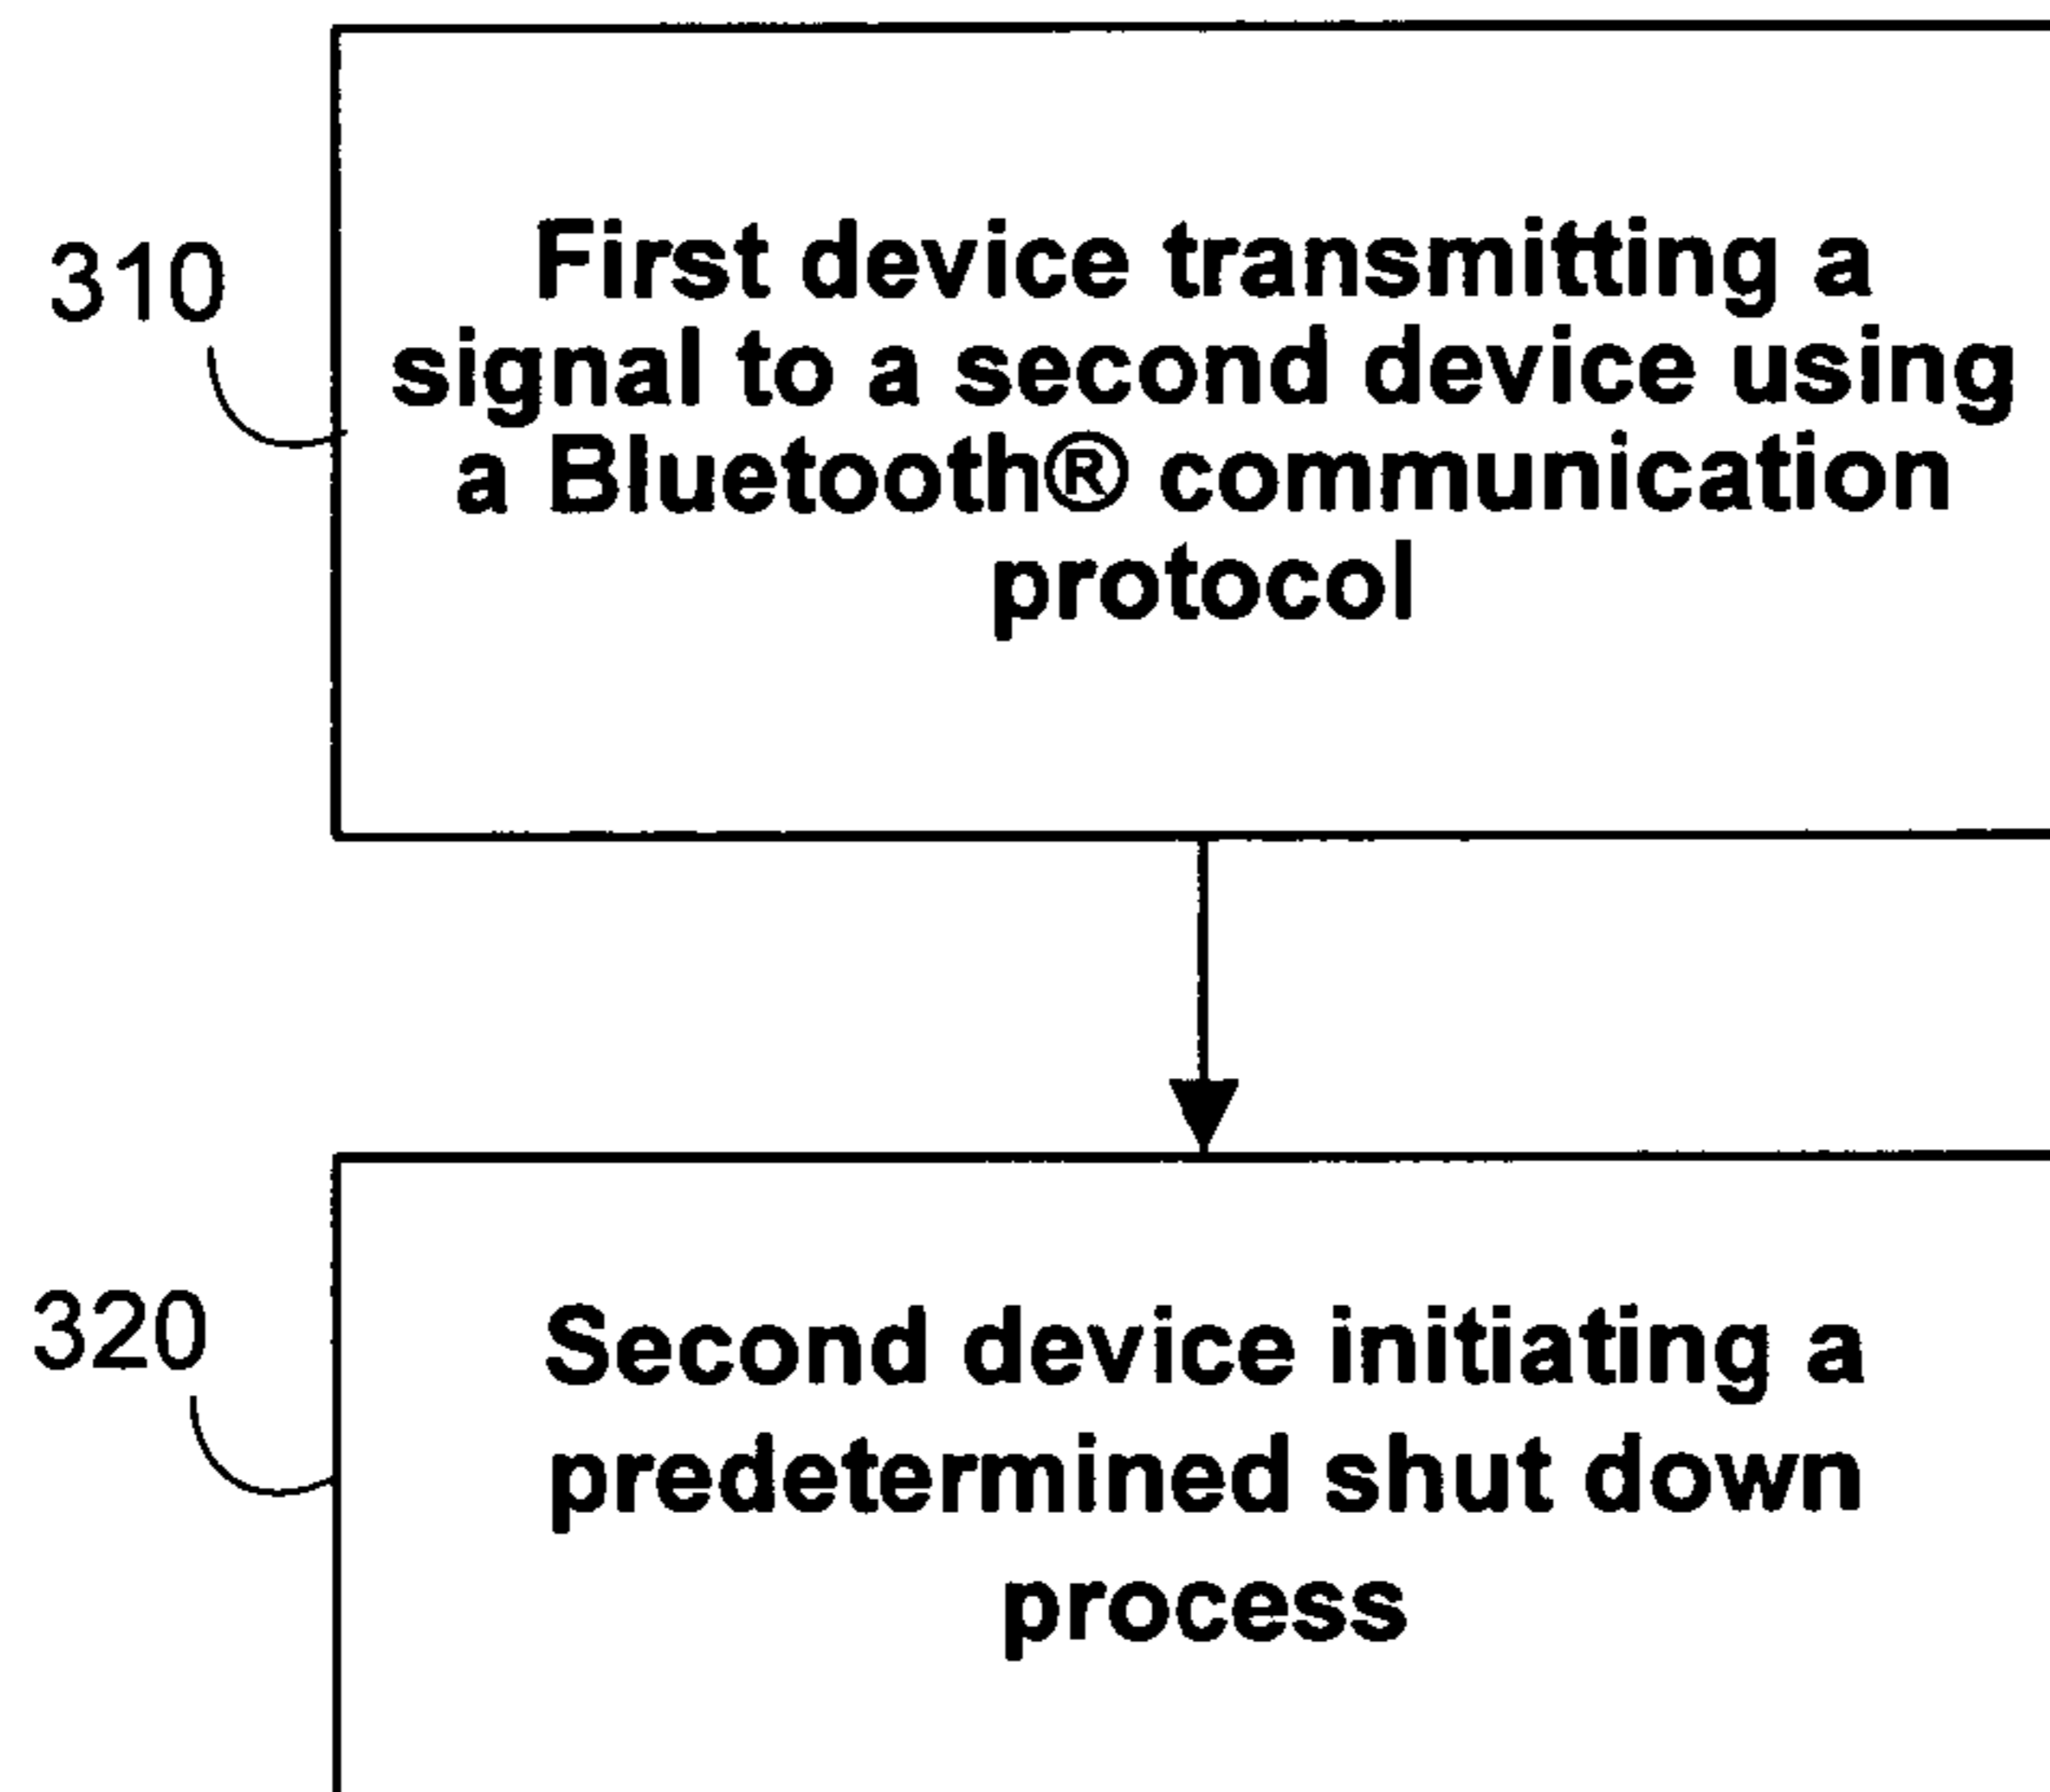 310
First device transmitting a
signal to a second device using
a Bluetooth® communication
protocol
320
Second device initiating a
predetermined shut down
process